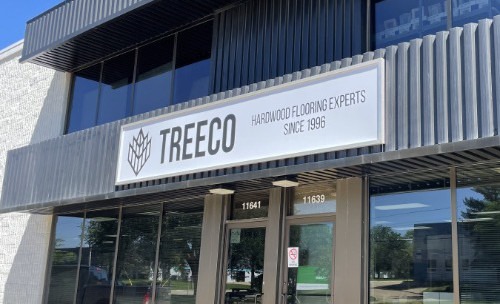 TREECO
HARDWOOD FLOORING EXPERTS
SINCE 1996
11641
11639